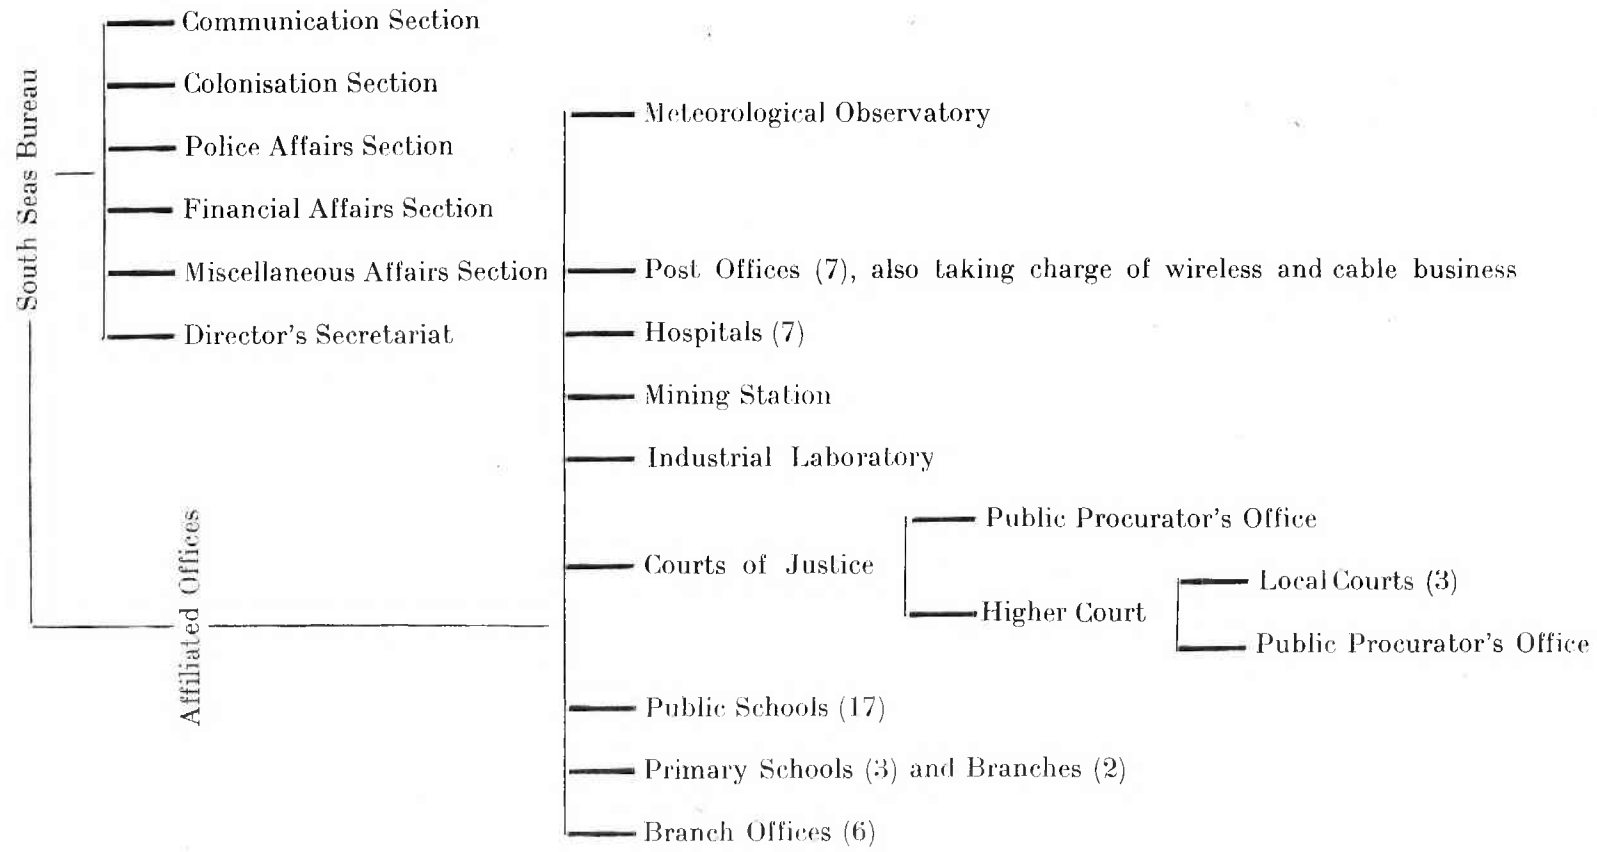 South Seas Bureau
Communication Section
Colonisation Section
Police Affairs Section
Financial Affairs Section
Miscellaneous Affairs Section
Director's Secretariat
Affiliated Offices
Meteorological Observatory
Post Offices (7), also taking charge of wireless and cable business
Hospitals (7)
Mining Station
Industrial Laboratory
Courts of Justice
Public Procurator's Office
Higher Court
Local Courts (3)
Public Procurator's Office
Public Schools (17)
Primary Schools (3) and Branches (2)
Branch Offices (6)